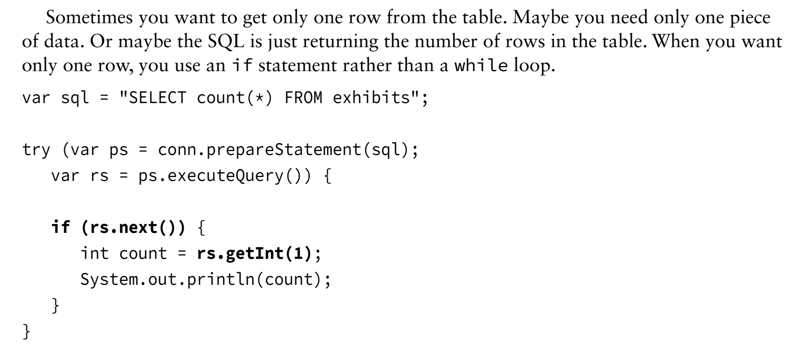 Sometimes you want to get only one row from the table. Maybe you need only one piece
of data. Or maybe the SQL is just returning the number of rows in the table. When you want
only one row, you use an if statement rather than a while loop.
var sql = "SELECT count(*) FROM exhibits";
try (var ps = conn.prepareStatement(sql);
var rs = ps.executeQuery()) {
if (rs.next()) {
int count = rs.getInt(1);
System.out.println(count);
}
}